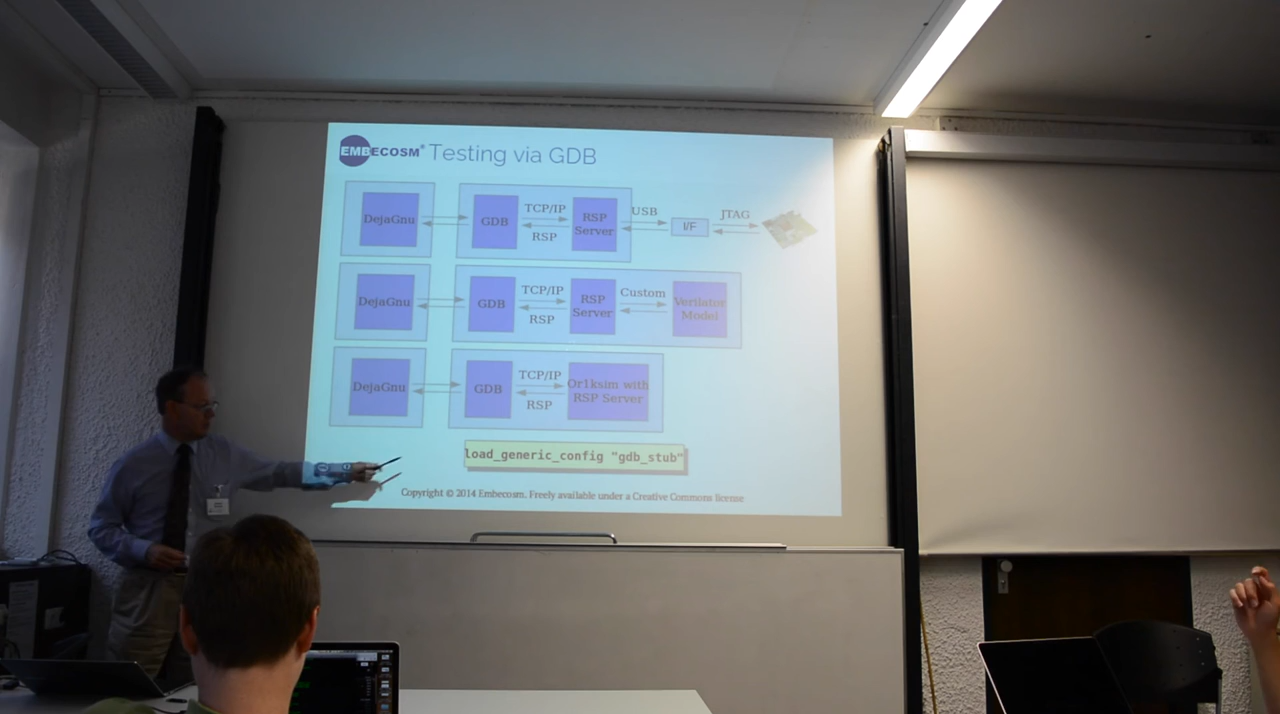 EMBECOSM® Testing via GDB
DejaGnu
GDB
TCP/IP
RSP
RSP
Server
USB
I/F
JTAG
DejaGnu
GDB
TCP/IP
RSP
RSP
Server
Custom
Verilator
Model
DejaGnu
GDB
TCP/IP
RSP
Or1ksim with
RSP Server
load_generic_config "gdb_stub"
Copyright © 2014 Embecosm. Freely available under a Creative Commons license